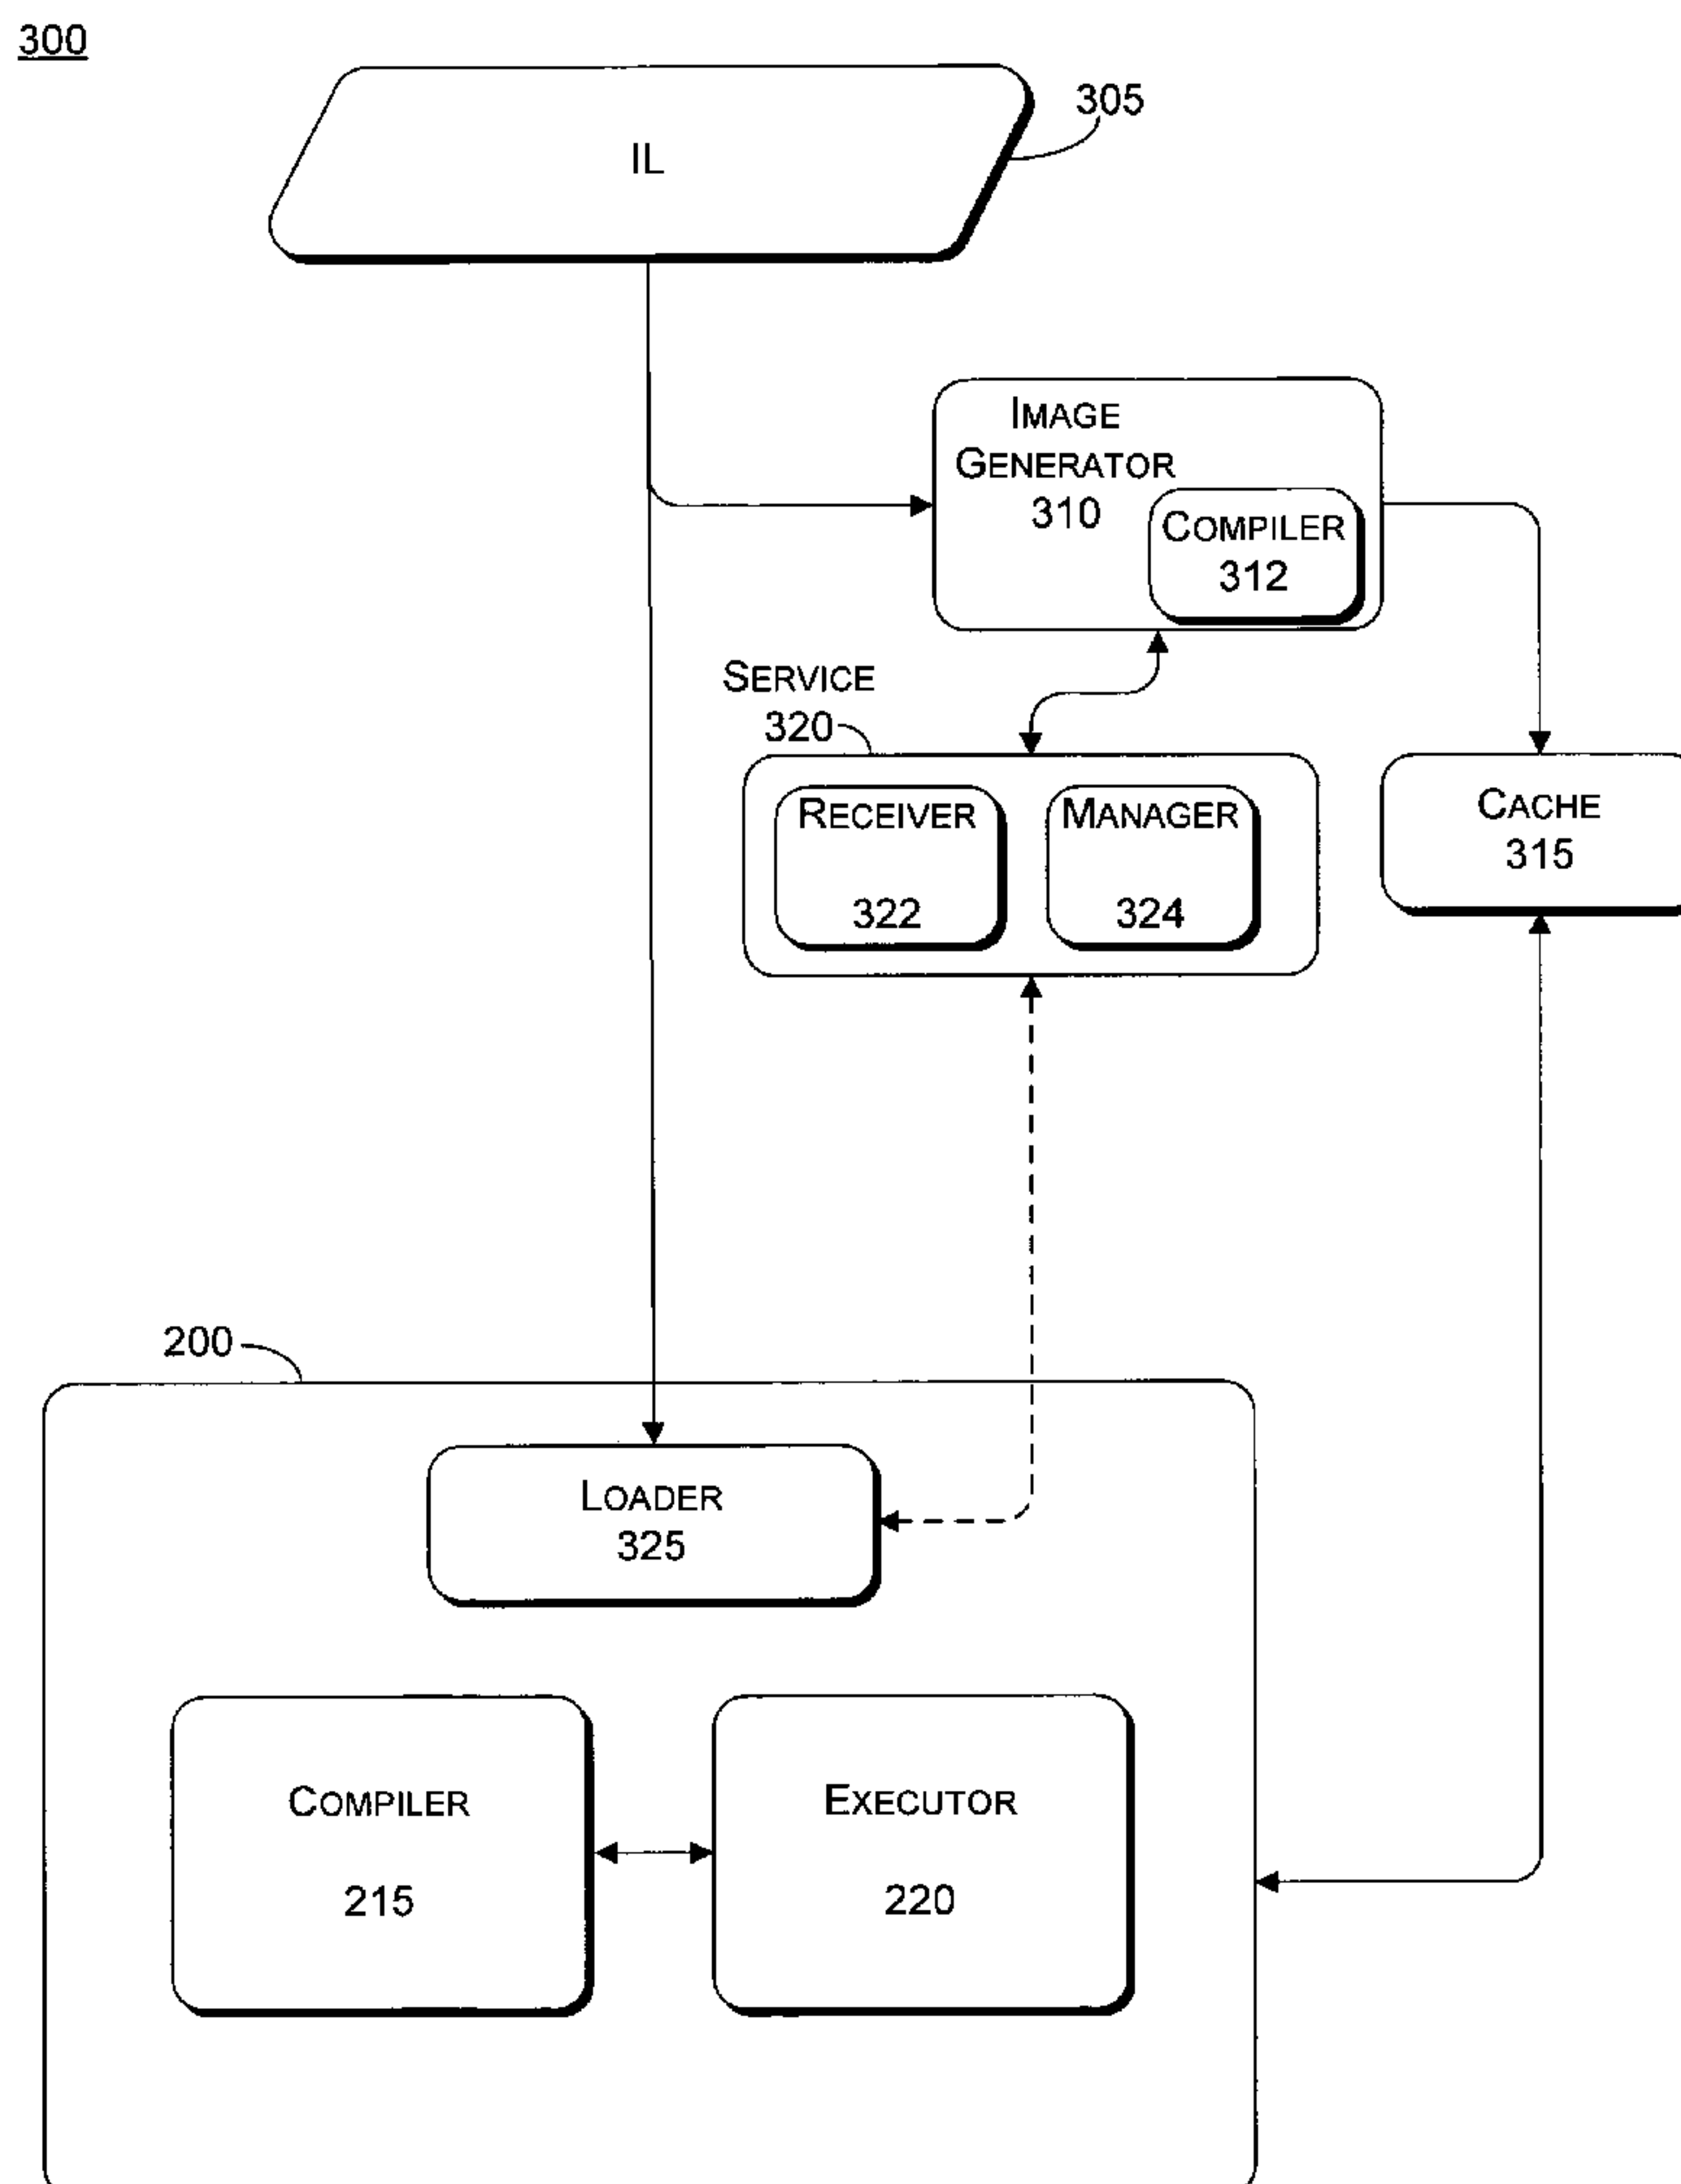 300
305
IL
IMAGE
GENERATOR
310
COMPILER
312
SERVICE
320
RECEIVER
322
MANAGER
324
CACHE
315
200
LOADER
325
COMPILER
215
EXECUTOR
220